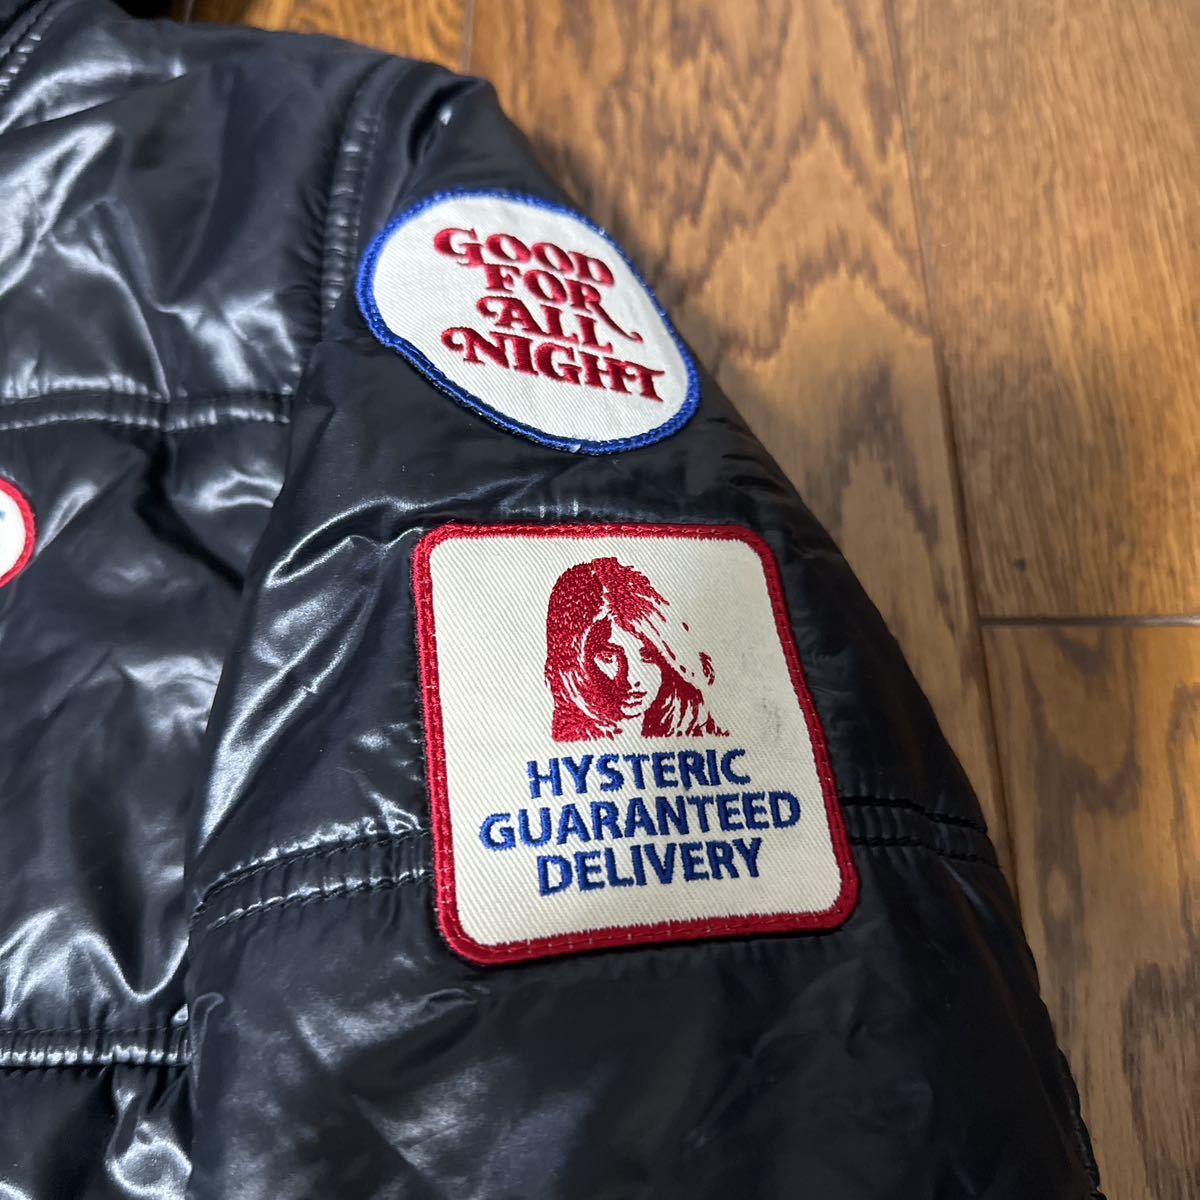 GOOD
FOR
ALL
NIGHT
HYSTERIC
GUARANTEED
DELIVERY